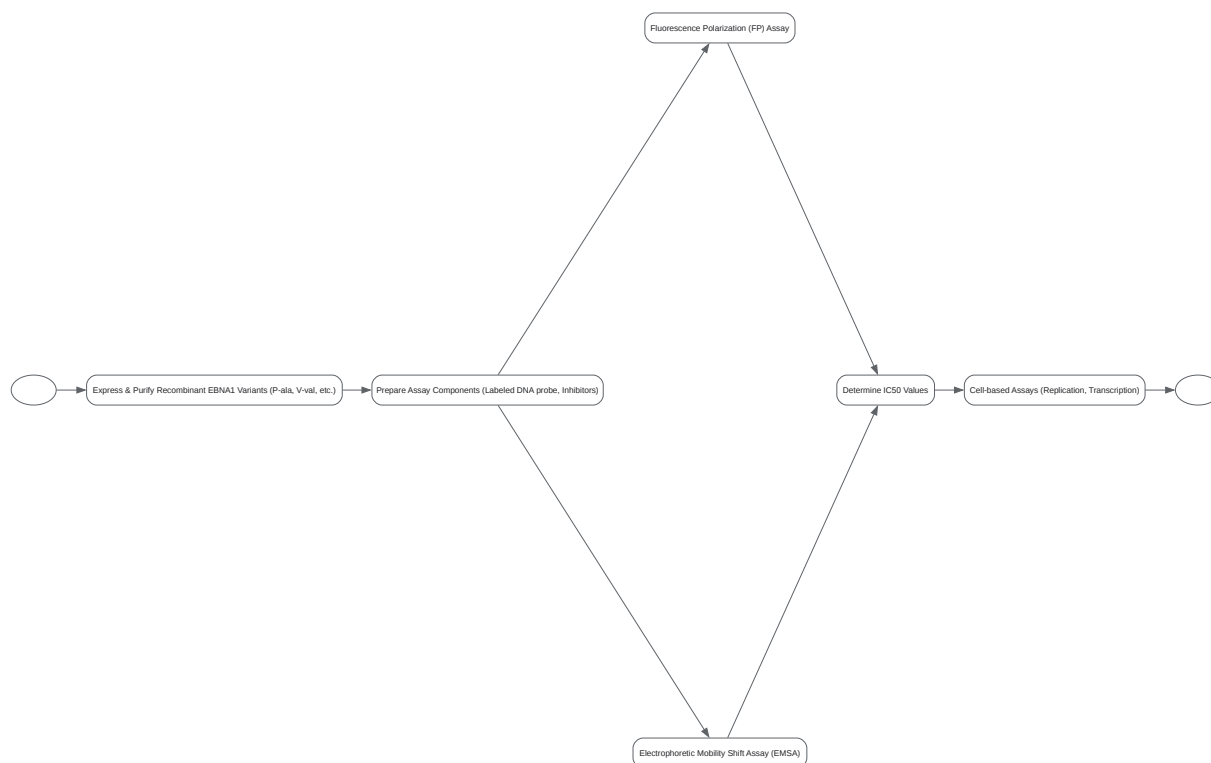 Fluorescence Polarization (FP) Assay
Express & Purify Recombinant EBNA1 Variants (P-ala, V-val, etc.)
Prepare Assay Components (Labeled DNA probe, Inhibitors)
Determine IC50 Values
Cell-based Assays (Replication, Transcription)
Electrophoretic Mobility Shift Assay (EMSA)